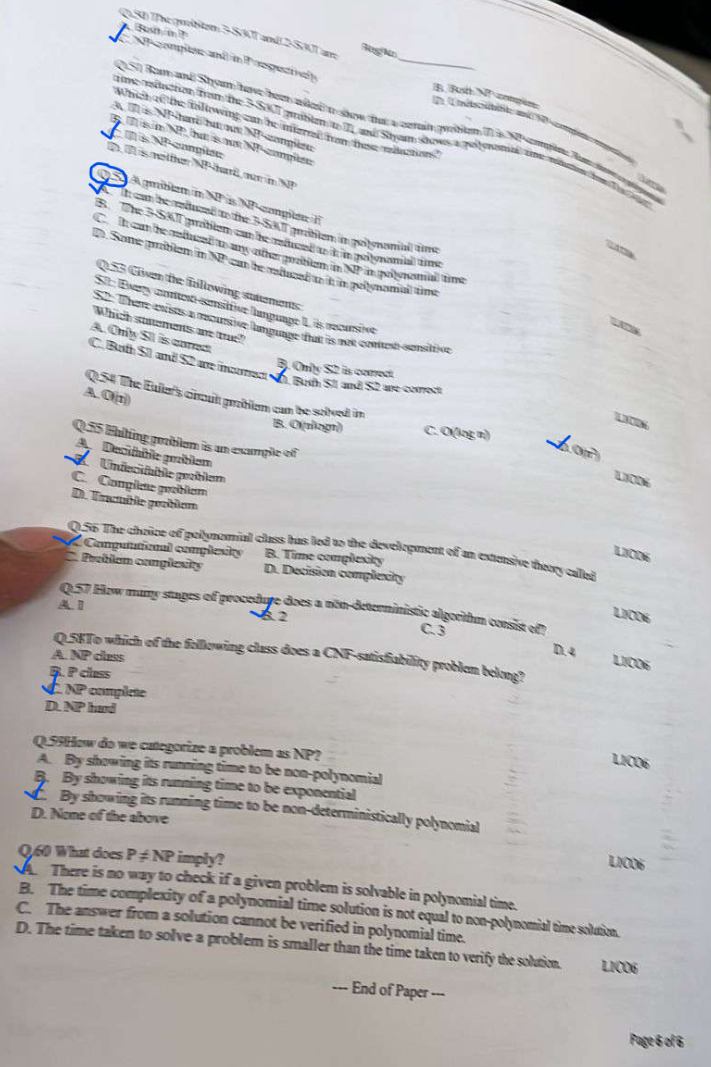 Q.50 The problem 3-SAT and 2-SAT are
A. Both in P
B. Both NP-complete
C. NP-complete and in P respectively
Q.51 Ram and Shyam have been asked to show that a certain problem Π is NP-complete. Ram shows a polynomial
time reduction from the 3-SAT problem to Π, and Shyam shows a polynomial time reduction from Π to 3-SAT.
Which of the following can be inferred from these reductions?
A. Π is NP-hard but not NP-complete
B. Π is in NP, but is not NP-complete
C. Π is NP-complete
D. Π is neither NP-hard, nor in NP
Q.52 A problem in NP is NP-complete if
A. It can be reduced to the 3-SAT problem in polynomial time
B. The 3-SAT problem can be reduced to it in polynomial time
C. It can be reduced to any other problem in NP in polynomial time
D. Some problem in NP can be reduced to it in polynomial time
Q.53 Given the following statements:
S1: Every context-sensitive language L is recursive
S2: There exists a recursive language that is not context-sensitive
Which statements are true?
A. Only S1 is correct
B. Only S2 is correct
C. Both S1 and S2 are incorrect
D. Both S1 and S2 are correct
Q.54 The Euler's circuit problem can be solved in
A. O(n) B. O(nlogn) C. O(log n) D. O(n²)
L1CO6
Q.55 Halting problem is an example of
A. Decidable problem
B. Undecidable problem
C. Complete problem
D. Tractable problem
L1CO6
Q.56 The choice of polynomial class has led to the development of an extensive theory called
A. Computational complexity B. Time complexity
C. Problem complexity D. Decision complexity
L1CO6
Q.57 How many stages of procedure does a non-deterministic algorithm consist of?
A. 1 B. 2 C. 3 D. 4
L1CO6
Q.58To which of the following class does a CNF-satisfiability problem belong?
A. NP class
B. P class
C. NP complete
D. NP hard
L1CO6
Q.59How do we categorize a problem as NP?
A. By showing its running time to be non-polynomial
B. By showing its running time to be exponential
C. By showing its running time to be non-deterministically polynomial
D. None of the above
L1CO6
Q.60 What does P ≠ NP imply?
L1CO6
A. There is no way to check if a given problem is solvable in polynomial time.
B. The time complexity of a polynomial time solution is not equal to non-polynomial time solution.
C. The answer from a solution cannot be verified in polynomial time.
D. The time taken to solve a problem is smaller than the time taken to verify the solution.
L1CO6
--- End of Paper ---
Page 6 of 6